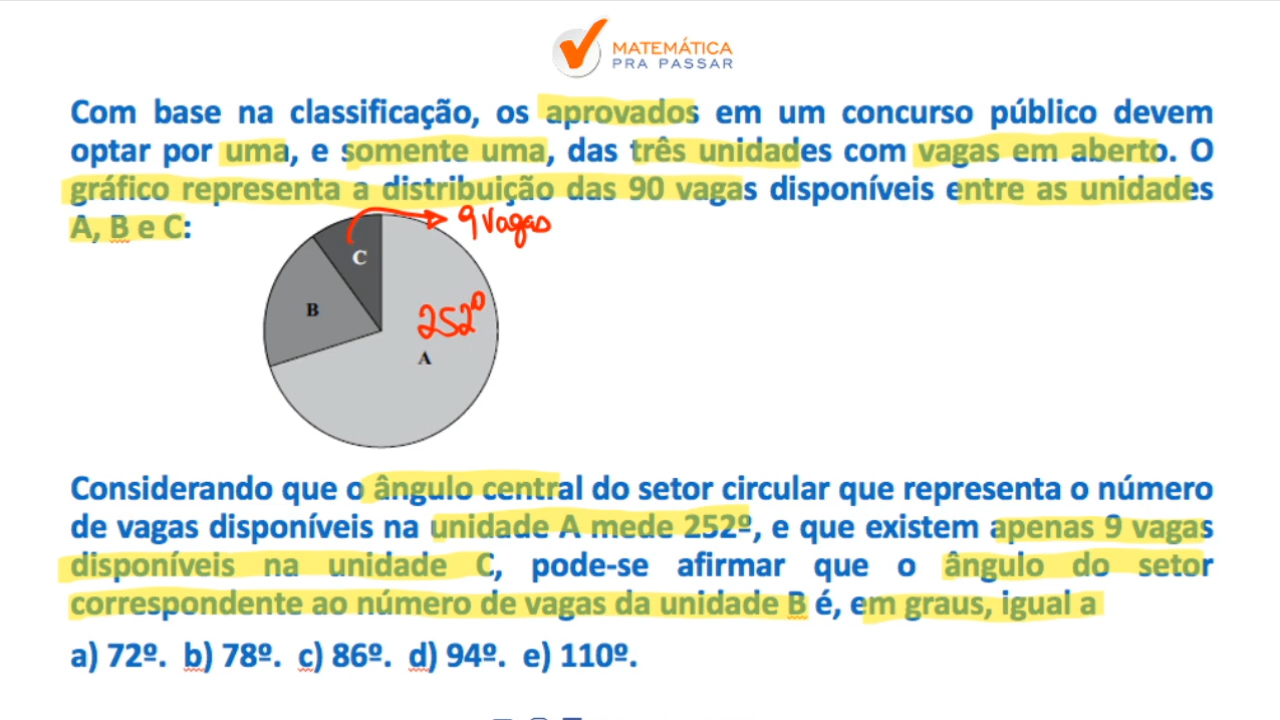 MATEMÁTICA
PRA PASSAR
Com base na classificação, os aprovados em um concurso público devem
optar por uma, e somente uma, das três unidades com vagas em aberto. O
gráfico representa a distribuição das 90 vagas disponíveis entre as unidades
A, B e C:
9 vagas
C
B
252º
A
Considerando que o ângulo central do setor circular que representa o número
de vagas disponíveis na unidade A mede 252º, e que existem apenas 9 vagas
disponíveis na unidade C, pode-se afirmar que o ângulo do setor
correspondente ao número de vagas da unidade B é, em graus, igual a
a) 72º. b) 78º. c) 86º. d) 94º. e) 110º.